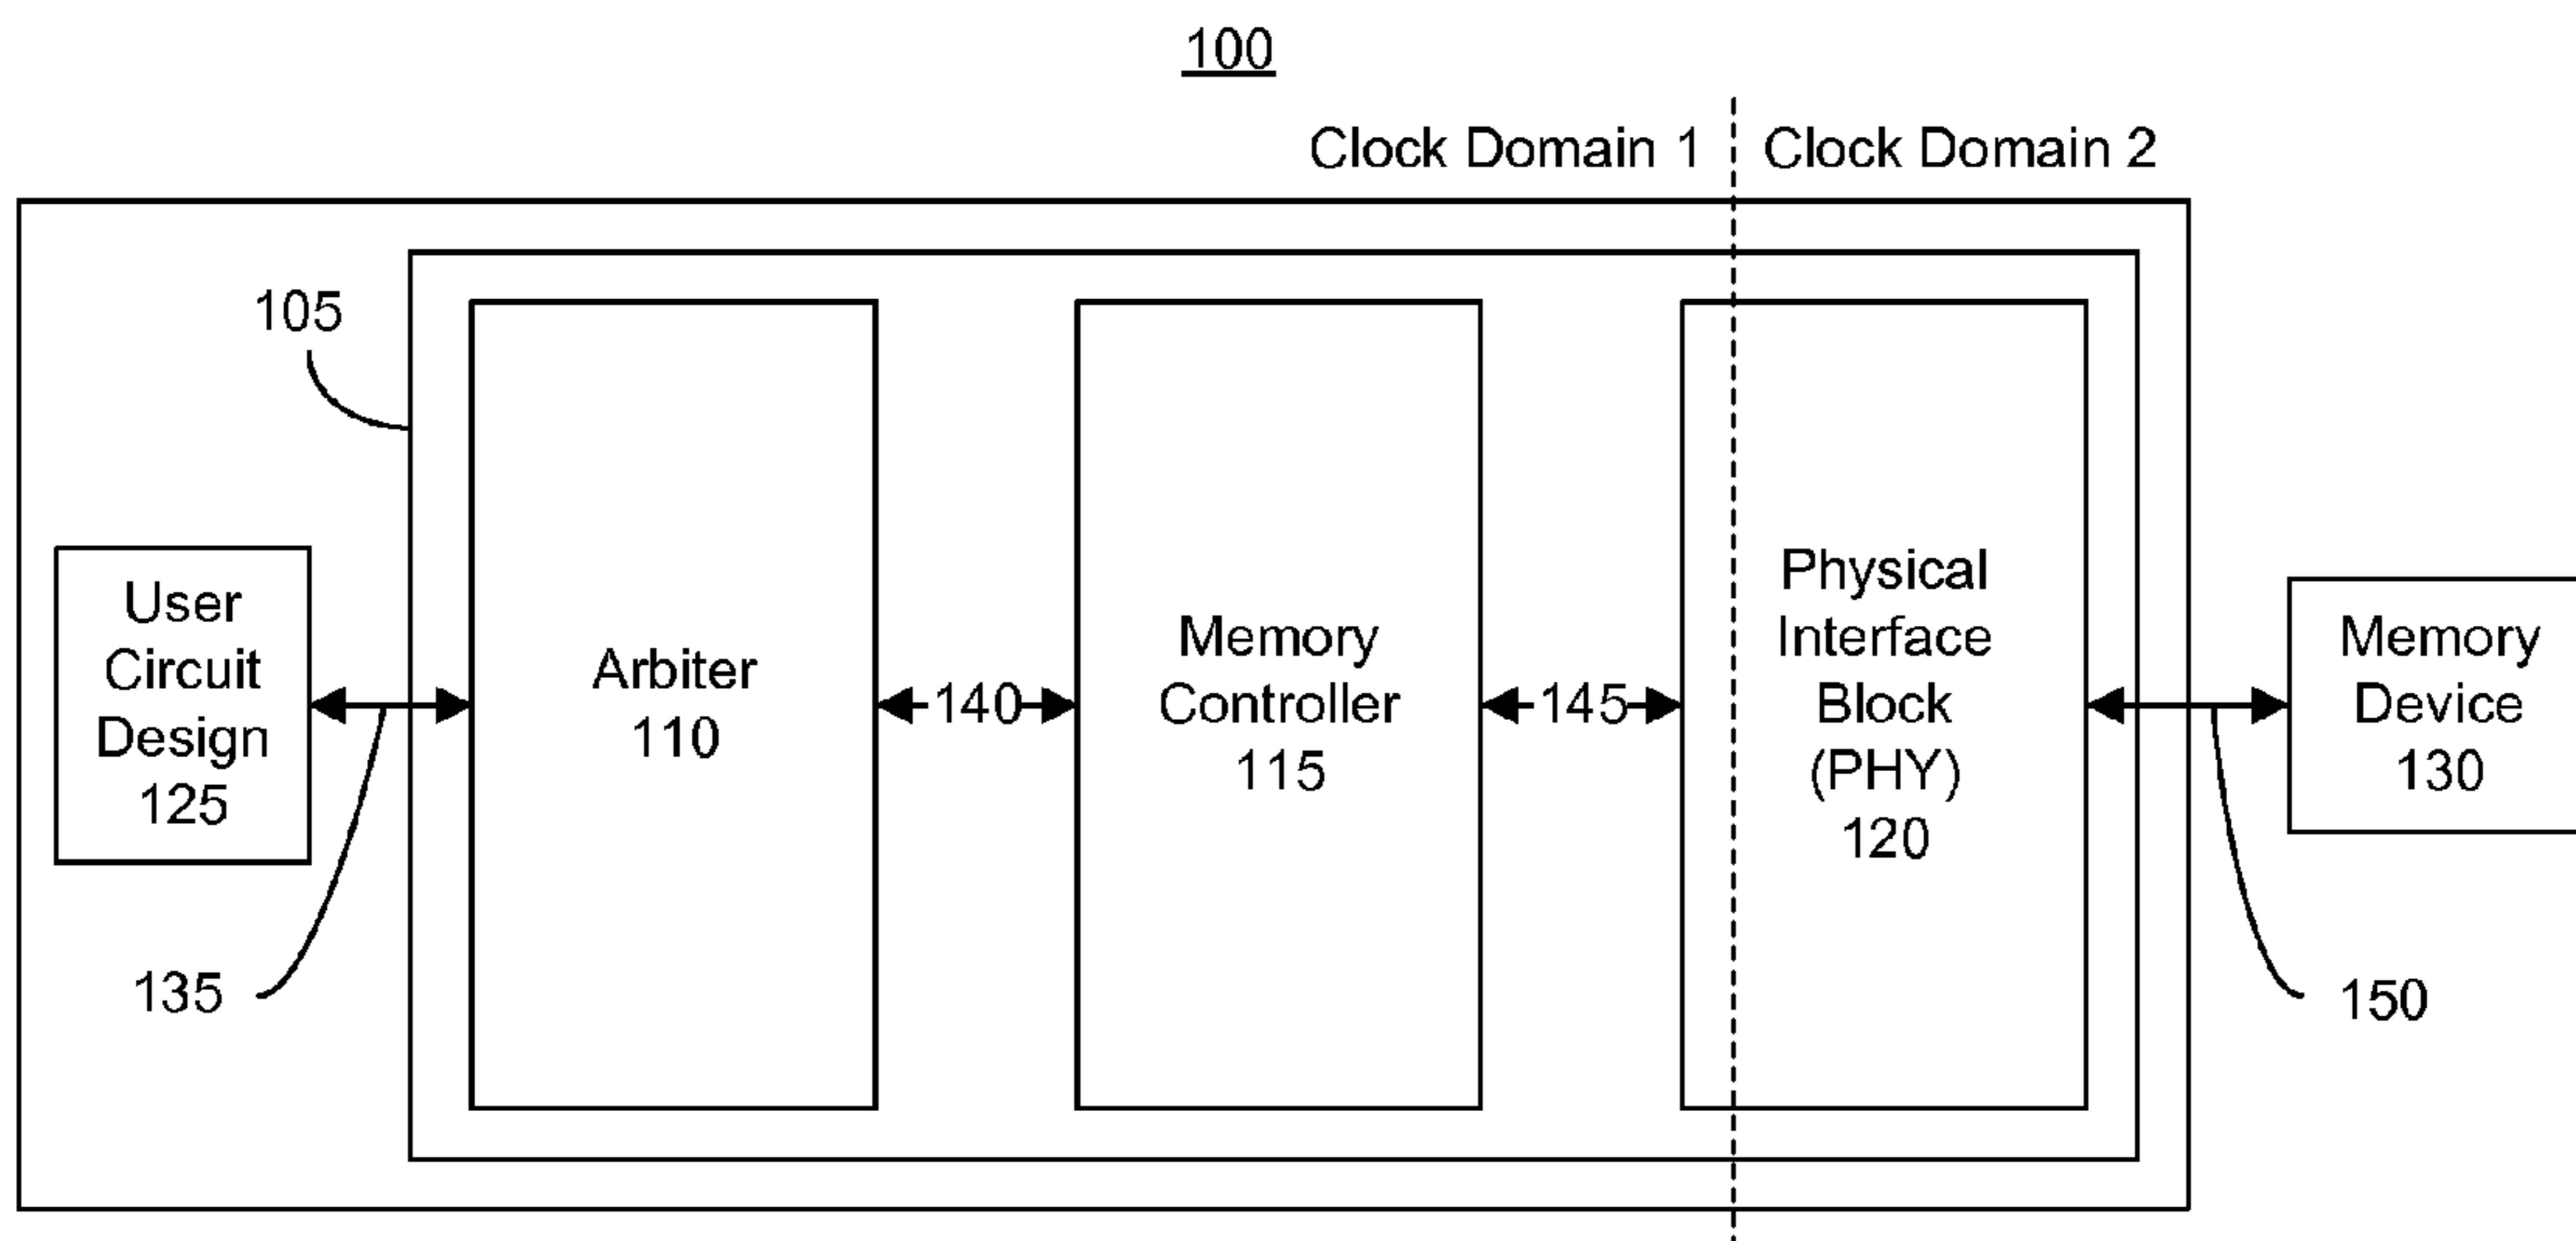 100
Clock Domain 1
Clock Domain 2
105
User
Circuit
Design
125
Arbiter
110
140
Memory
Controller
115
145
Physical
Interface
Block
(PHY)
120
Memory
Device
130
135
150